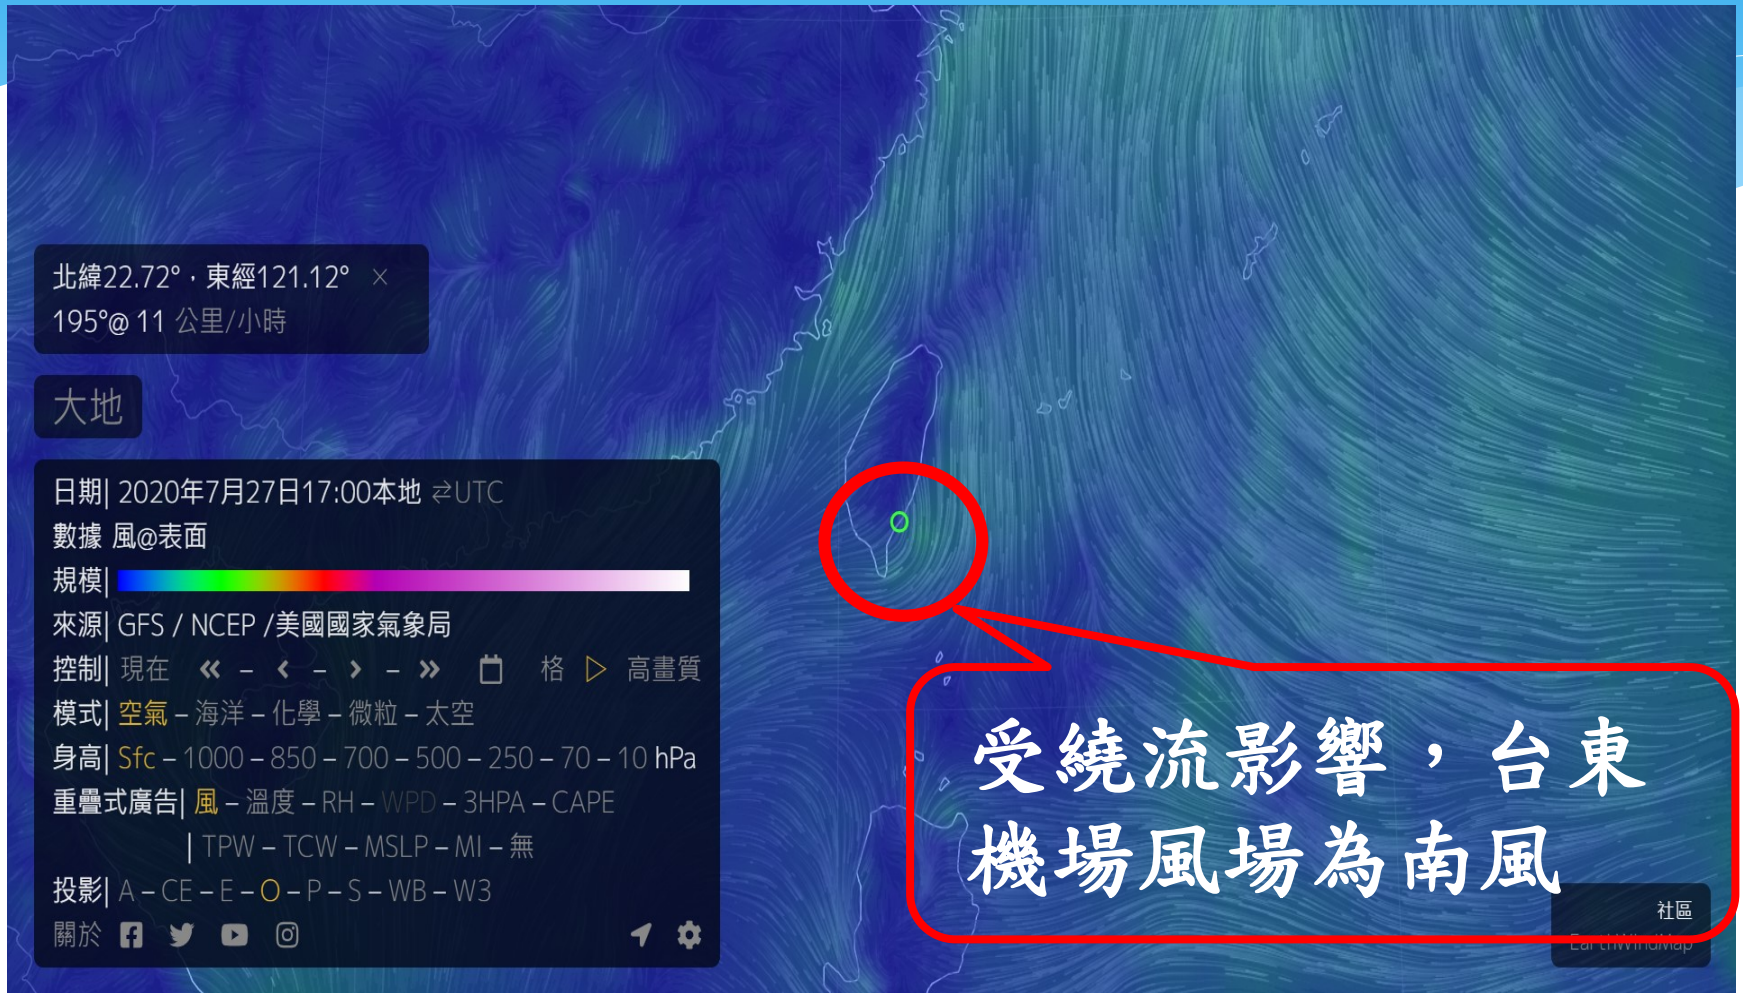 北緯22.72°，東經121.12° ×
195°@ 11 公里/小時
大地
日期| 2020年7月27日17:00本地 ⇄UTC
數據 風@表面
規模|
來源| GFS / NCEP /美國國家氣象局
控制| 現在 « – ‹ – › – » 格 ▷ 高畫質
模式| 空氣 – 海洋 – 化學 – 微粒 – 太空
身高| Sfc – 1000 – 850 – 700 – 500 – 250 – 70 – 10 hPa
重疊式廣告| 風 – 溫度 – RH – WPD – 3HPA – CAPE
| TPW – TCW – MSLP – MI – 無
投影| A – CE – E – O – P – S – WB – W3
關於
受繞流影響，台東
機場風場為南風
社區
EarthWindMap